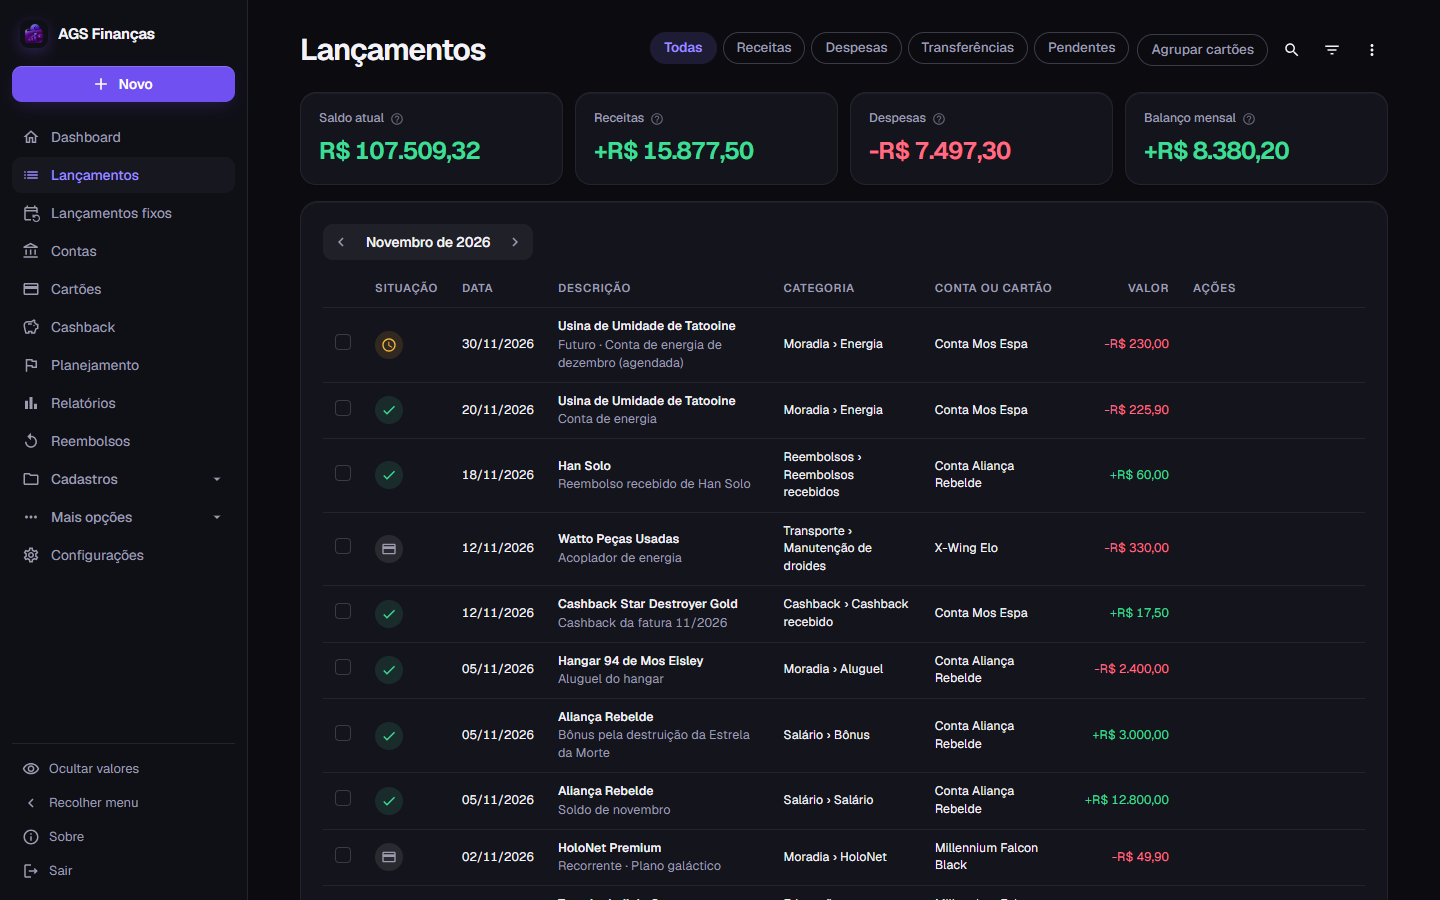 AGS Finanças
Novo
Dashboard
Lançamentos
Lançamentos fixos
Contas
Cartões
Cashback
Planejamento
Relatórios
Reembolsos
Cadastros
Mais opções
Configurações
Ocultar valores
Recolher menu
Sobre
Sair
Lançamentos
Todas Receitas Despesas Transferências Pendentes Agrupar cartões
Saldo atual
R$ 107.509,32
Receitas
+R$ 15.877,50
Despesas
-R$ 7.497,30
Balanço mensal
+R$ 8.380,20
Novembro de 2026
SITUAÇÃO DATA DESCRIÇÃO CATEGORIA CONTA OU CARTÃO VALOR AÇÕES
30/11/2026
Usina de Umidade de Tatooine
Futuro · Conta de energia de
dezembro (agendada)
Moradia › Energia
Conta Mos Espa
-R$ 230,00
20/11/2026
Usina de Umidade de Tatooine
Conta de energia
Moradia › Energia
Conta Mos Espa
-R$ 225,90
18/11/2026
Han Solo
Reembolso recebido de Han Solo
Reembolsos ›
Reembolsos
recebidos
Conta Aliança
Rebelde
+R$ 60,00
12/11/2026
Watto Peças Usadas
Acoplador de energia
Transporte ›
Manutenção de
droides
X-Wing Elo
-R$ 330,00
12/11/2026
Cashback Star Destroyer Gold
Cashback da fatura 11/2026
Cashback › Cashback
recebido
Conta Mos Espa
+R$ 17,50
05/11/2026
Hangar 94 de Mos Eisley
Aluguel do hangar
Moradia › Aluguel
Conta Aliança
Rebelde
-R$ 2.400,00
05/11/2026
Aliança Rebelde
Bônus pela destruição da Estrela
da Morte
Salário › Bônus
Conta Aliança
Rebelde
+R$ 3.000,00
05/11/2026
Aliança Rebelde
Soldo de novembro
Salário › Salário
Conta Aliança
Rebelde
+R$ 12.800,00
02/11/2026
HoloNet Premium
Recorrente · Plano galáctico
Moradia › HoloNet
Millennium Falcon
Black
-R$ 49,90